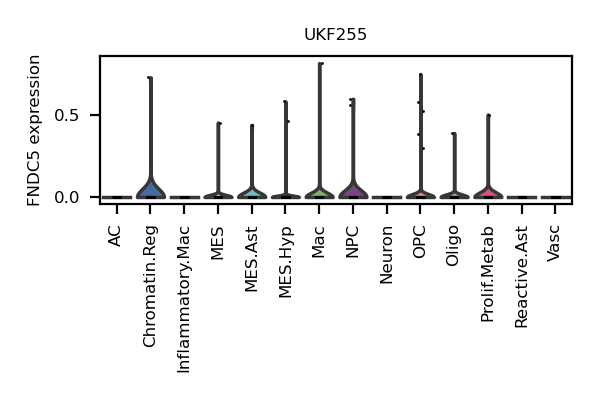 UKF255
FNDC5 expression
0.5
0.0
AC
Chromatin.Reg
Inflammatory.Mac
MES
MES.Ast
MES.Hyp
Mac
NPC
Neuron
OPC
Oligo
Prolif.Metab
Reactive.Ast
Vasc